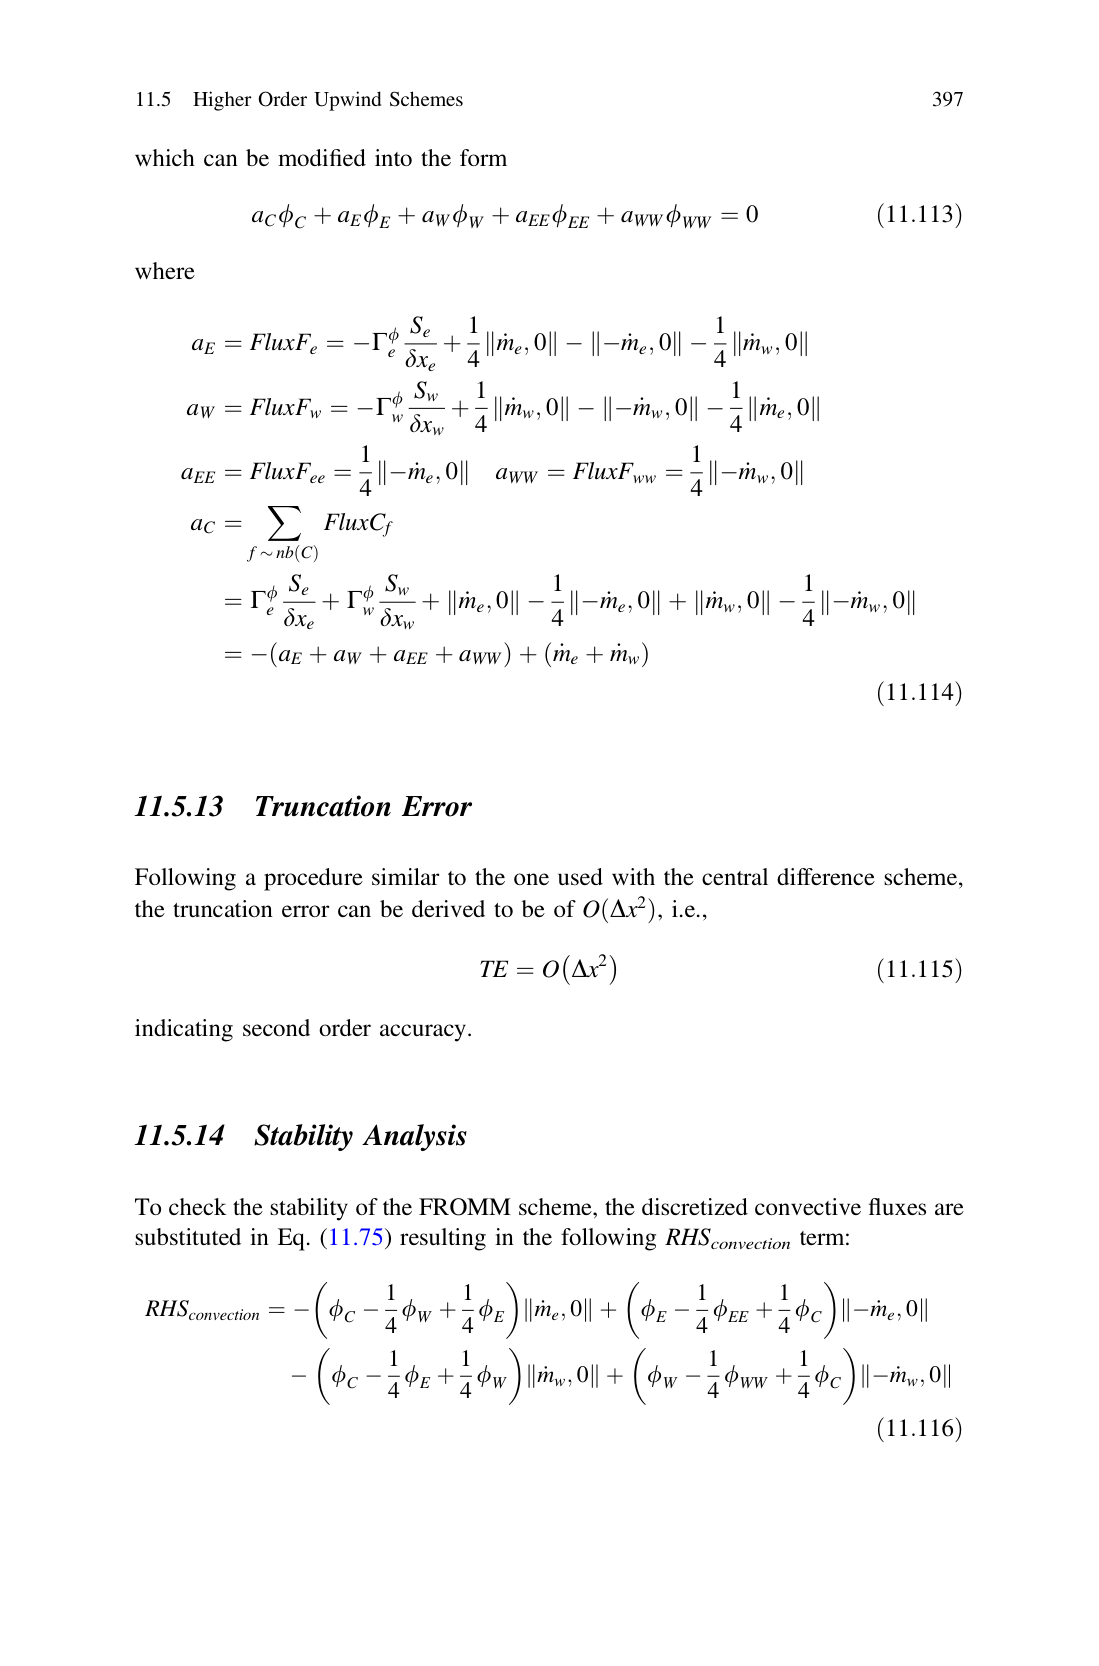 11.5 Higher Order Upwind Schemes 397
which can be modified into the form
$a_C\phi_C + a_E\phi_E + a_W\phi_W + a_{EE}\phi_{EE} + a_{WW}\phi_{WW} = 0$ (11.113)
where
$a_E = FluxF_e = -\Gamma_e^\phi \frac{S_e}{\delta x_e} + \frac{1}{4}\|\dot{m}_e, 0\| - \|-\dot{m}_e, 0\| - \frac{1}{4}\|\dot{m}_w, 0\|$
$a_W = FluxF_w = -\Gamma_w^\phi \frac{S_w}{\delta x_w} + \frac{1}{4}\|\dot{m}_w, 0\| - \|-\dot{m}_w, 0\| - \frac{1}{4}\|\dot{m}_e, 0\|$
$a_{EE} = FluxF_{ee} = \frac{1}{4}\|-\dot{m}_e, 0\| \quad a_{WW} = FluxF_{ww} = \frac{1}{4}\|-\dot{m}_w, 0\|$
$a_C = \sum_{f \sim nb(C)} FluxC_f$
$= \Gamma_e^\phi \frac{S_e}{\delta x_e} + \Gamma_w^\phi \frac{S_w}{\delta x_w} + \|\dot{m}_e, 0\| - \frac{1}{4}\|-\dot{m}_e, 0\| + \|\dot{m}_w, 0\| - \frac{1}{4}\|-\dot{m}_w, 0\|$
$= -(a_E + a_W + a_{EE} + a_{WW}) + (\dot{m}_e + \dot{m}_w)$
(11.114)
11.5.13 Truncation Error
Following a procedure similar to the one used with the central difference scheme,
the truncation error can be derived to be of $O(\Delta x^2)$, i.e.,
$TE = O(\Delta x^2)$ (11.115)
indicating second order accuracy.
11.5.14 Stability Analysis
To check the stability of the FROMM scheme, the discretized convective fluxes are
substituted in Eq. (11.75) resulting in the following $RHS_{convection}$ term:
$RHS_{convection} = -\left(\phi_C - \frac{1}{4}\phi_W + \frac{1}{4}\phi_E\right)\|\dot{m}_e, 0\| + \left(\phi_E - \frac{1}{4}\phi_{EE} + \frac{1}{4}\phi_C\right)\|-\dot{m}_e, 0\|$
$- \left(\phi_C - \frac{1}{4}\phi_E + \frac{1}{4}\phi_W\right)\|\dot{m}_w, 0\| + \left(\phi_W - \frac{1}{4}\phi_{WW} + \frac{1}{4}\phi_C\right)\|-\dot{m}_w, 0\|$
(11.116)